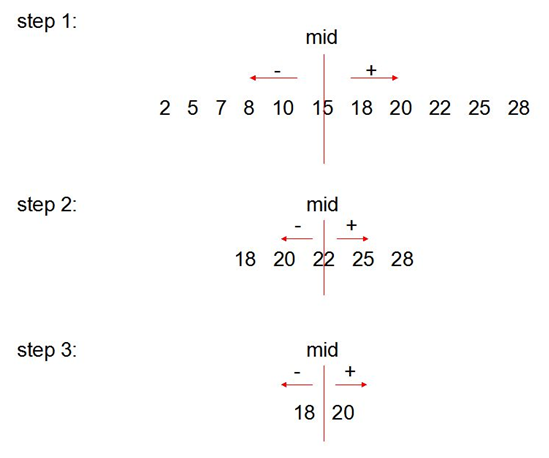 step 1:
mid
- +
2 5 7 8 10 15 18 20 22 25 28
step 2:
mid
- +
18 20 22 25 28
step 3:
mid
- +
18 20